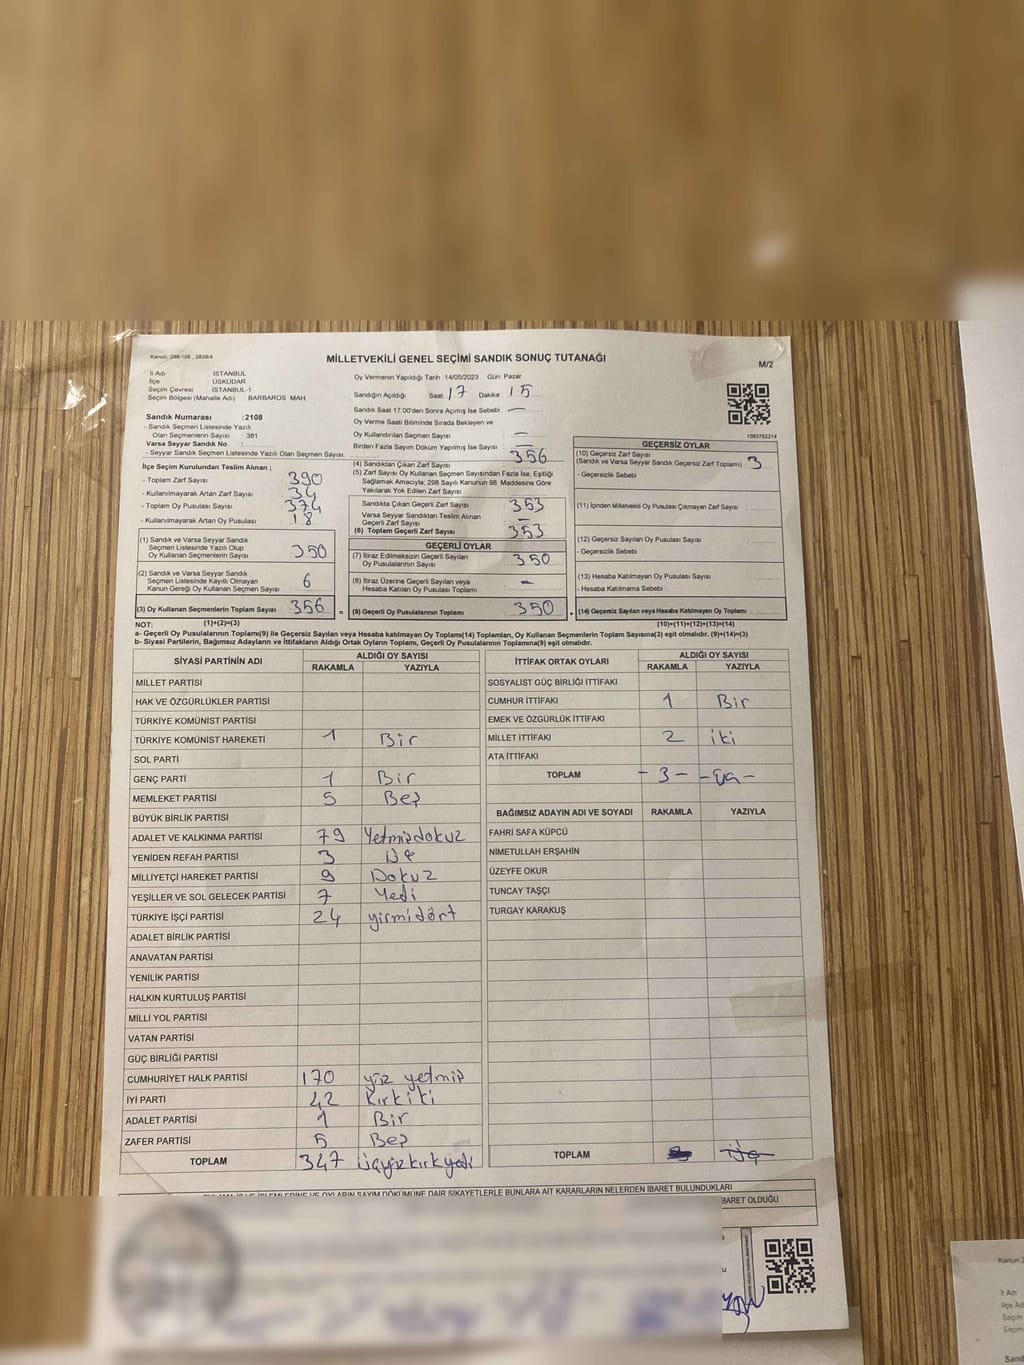 Kanun, 298/108 , 2839/4
MİLLETVEKİLİ GENEL SEÇİMİ SANDIK SONUÇ TUTANAĞI
M/2
İl Adı İSTANBUL
İlçe ÜSKÜDAR
Seçim Çevresi İSTANBUL-1
Seçim Bölgesi (Mahalle Adı) BARBAROS MAH.
Sandık Numarası :2108
- Sandık Seçmen Listesinde Yazılı
Olan Seçmenlerin Sayısı : 381
Varsa Seyyar Sandık No :
- Seyyar Sandık Seçmen Listesinde Yazılı Olan Seçmen Sayısı:
Oy Vermenin Yapıldığı Tarih :14/05/2023 Gün: Pazar
Sandığın Açıldığı Saat 17 Dakika 15
Sandık Saat 17.00'den Sonra Açılmış İse Sebebi : —
Oy Verme Saati Bitiminde Sırada Bekleyen ve
Oy Kullandırılan Seçmen Sayısı —
Birden Fazla Sayım Döküm Yapılmış İse Sayısı —
1083782214
İlçe Seçim Kurulundan Teslim Alınan ;
- Toplam Zarf Sayısı : 390
- Kullanılmayarak Artan Zarf Sayısı : 34
- Toplam Oy Pusulası Sayısı : 374
- Kullanılmayarak Artan Oy Pusulası : 18
(1) Sandık ve Varsa Seyyar Sandık
Seçmen Listesinde Yazılı Olup
Oy Kullanan Seçmenlerin Sayısı 350
(2) Sandık ve Varsa Seyyar Sandık
Seçmen Listesinde Kayıtlı Olmayan
Kanun Gereği Oy Kullanan Seçmen Sayısı 6
(3) Oy Kullanan Seçmenlerin Toplam Sayısı 356 =
(4) Sandıktan Çıkan Zarf Sayısı 356
(5) Zarf Sayısı Oy Kullanan Seçmen Sayısından Fazla İse, Eşitliği
Sağlamak Amacıyla; 298 Sayılı Kanunun 98. Maddesine Göre
Yakılarak Yok Edilen Zarf Sayısı
Sandıkta Çıkan Geçerli Zarf Sayısı 353
Varsa Seyyar Sandıktan Teslim Alınan
Geçerli Zarf Sayısı —
(6) Toplam Geçerli Zarf Sayısı 353
GEÇERLİ OYLAR
(7) İtiraz Edilmeksizin Geçerli Sayılan
Oy Pusulalarının Sayısı 350
(8) İtiraz Üzerine Geçerli Sayılan veya
Hesaba Katılan Oy Pusulası Toplamı —
(9) Geçerli Oy Pusulalarının Toplamı 350
GEÇERSİZ OYLAR
(10) Geçersiz Zarf Sayısı
(Sandık ve Varsa Seyyar Sandık Geçersiz Zarf Toplamı) 3
- Geçersizlik Sebebi :
(11) İçinden Milletvekili Oy Pusulası Çıkmayan Zarf Sayısı :
(12) Geçersiz Sayılan Oy Pusulası Sayısı :
- Geçersizlik Sebebi :
(13) Hesaba Katılmayan Oy Pusulası Sayısı :
- Hesaba Katılmama Sebebi :
(14) Geçersiz Sayılan veya Hesaba Katılmayan Oy Toplamı
NOT: (1)+(2)=(3) (10)+(11)+(12)+(13)=(14)
a- Geçerli Oy Pusulalarının Toplamı(9) ile Geçersiz Sayılan veya Hesaba katılmayan Oy Toplamı(14) Toplamları, Oy Kullanan Seçmenlerin Toplam Sayısına(3) eşit olmalıdır. (9)+(14)=(3)
b- Siyasi Partilerin, Bağımsız Adayların ve İttifakların Aldığı Ortak Oyların Toplamı, Geçerli Oy Pusulalarının Toplamına(9) eşit olmalıdır.
SİYASİ PARTİNİN ADI ALDIĞI OY SAYISI
RAKAMLA YAZIYLA
MİLLET PARTİSİ
HAK VE ÖZGÜRLÜKLER PARTİSİ
TÜRKİYE KOMÜNİST PARTİSİ
TÜRKİYE KOMÜNİST HAREKETİ 1 Bir
SOL PARTİ
GENÇ PARTİ 1 Bir
MEMLEKET PARTİSİ 5 Beş
BÜYÜK BİRLİK PARTİSİ
ADALET VE KALKINMA PARTİSİ 79 Yetmişdokuz
YENİDEN REFAH PARTİSİ 3 üç
MİLLİYETÇİ HAREKET PARTİSİ 9 Dokuz
YEŞİLLER VE SOL GELECEK PARTİSİ 7 Yedi
TÜRKİYE İŞÇİ PARTİSİ 24 yirmidört
ADALET BİRLİK PARTİSİ
ANAVATAN PARTİSİ
YENİLİK PARTİSİ
HALKIN KURTULUŞ PARTİSİ
MİLLİ YOL PARTİSİ
VATAN PARTİSİ
GÜÇ BİRLİĞİ PARTİSİ
CUMHURİYET HALK PARTİSİ 170 yüz yetmiş
İYİ PARTİ 42 Kırkiki
ADALET PARTİSİ 1 Bir
ZAFER PARTİSİ 5 Beş
TOPLAM 347 üçyüzkırkyedi
İTTİFAK ORTAK OYLARI ALDIĞI OY SAYISI
RAKAMLA YAZIYLA
SOSYALİST GÜÇ BİRLİĞİ İTTİFAKI
CUMHUR İTTİFAKI 1 Bir
EMEK VE ÖZGÜRLÜK İTTİFAKI
MİLLET İTTİFAKI 2 iki
ATA İTTİFAKI
TOPLAM -3- -Üç-
BAĞIMSIZ ADAYIN ADI VE SOYADI RAKAMLA YAZIYLA
FAHRİ SAFA KÜPCÜ
NİMETULLAH ERŞAHİN
ÜZEYFE OKUR
TUNCAY TAŞÇI
TURGAY KARAKUŞ
TOPLAM üç
OYLARIN SAYIM DÖKÜMÜNE DAİR ŞİKAYETLERLE BUNLARA AİT KARARLARIN NELERDEN İBARET BULUNDUKLARI
BARET OLDUĞU
Kanun 2
İl Adı
İlçe Ad
Seçim
Seçim
Sand